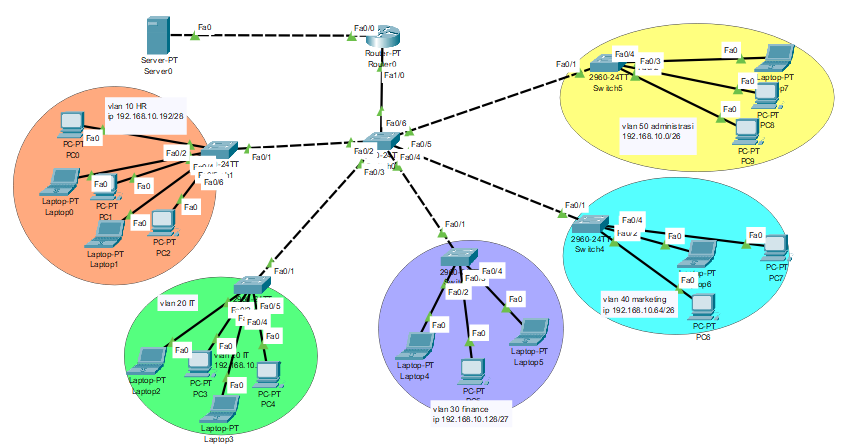 Fa0
Server-PT
Server0
Fa0/0
Router-PT
Router0
Fa1/0
Fa0/6
Fa0/5
Fa0/4
Fa0/3
Fa0/2
vlan 10 HR
ip 192.168.10.192/28
PC-PT
PC0
Fa0
Fa0/2
Fa0/1
Fa0/6
Laptop-PT
Laptop0
Fa0
PC-PT
PC1
Fa0
Laptop-PT
Laptop1
Fa0
PC-PT
PC2
Fa0
Fa0/1
Fa0/4
Fa0/3
2960-24TT
Switch5
Fa0
Laptop-PT
Fa0
PC-PT
PC8
Fa0
PC-PT
PC9
vlan 50 administrasi
192.168.10.0/26
Fa0/1
Fa0/4
2960-24TT
Switch4
Fa0
PC-PT
PC7
Fa0
Fa0
PC-PT
PC6
vlan 40 marketing
ip 192.168.10.64/26
Fa0/1
vlan 20 IT
Fa0/5
Fa0/4
Fa0
Laptop-PT
Laptop2
Fa0
PC-PT
PC3
Fa0
Laptop-PT
Laptop3
Fa0
PC-PT
PC4
Fa0/1
Fa0/4
Fa0/2
Fa0
Laptop-PT
Laptop4
Fa0
PC-PT
Fa0
Laptop-PT
Laptop5
vlan 30 finance
ip 192.168.10.128/27